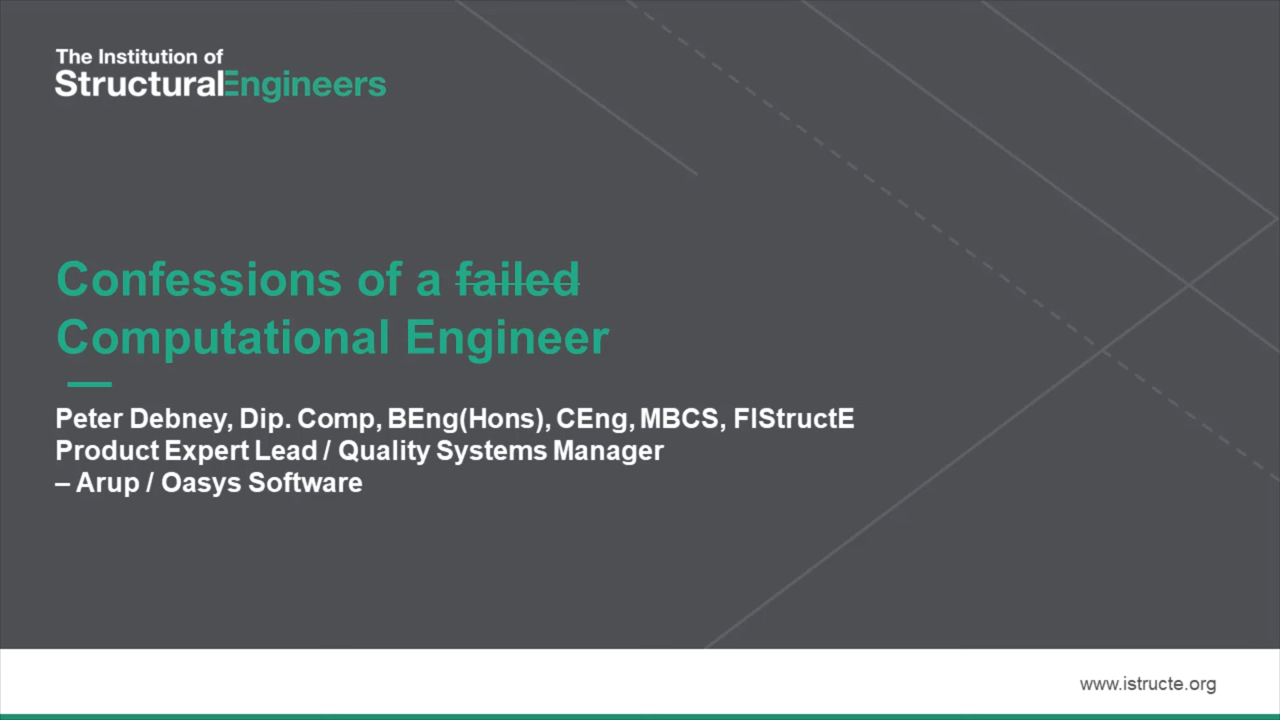 The Institution of
StructuralEngineers
Confessions of a failed
Computational Engineer
Peter Debney, Dip. Comp, BEng(Hons), CEng, MBCS, FIStructE
Product Expert Lead / Quality Systems Manager
– Arup / Oasys Software
www.istructe.org